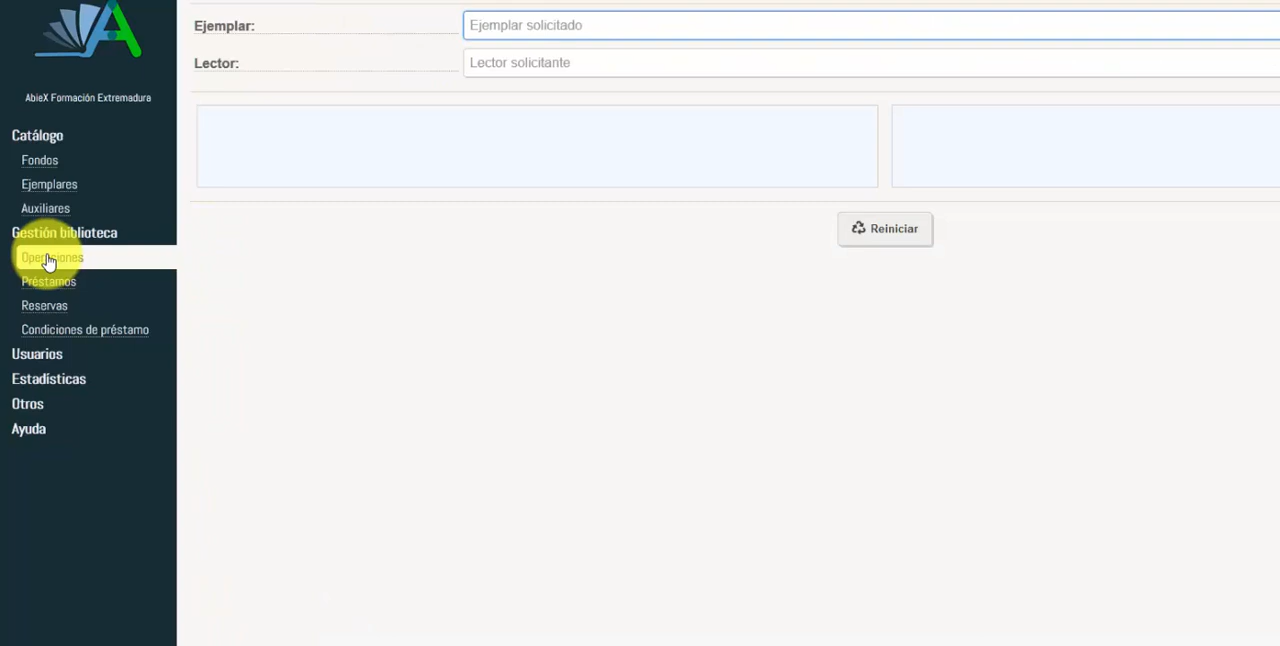 Ejemplar:
Ejemplar solicitado
Lector:
Lector solicitante
AbieX Formación Extremadura
Catálogo
Fondos
Ejemplares
Auxiliares
Gestión biblioteca
Operaciones
Préstamos
Reservas
Condiciones de préstamo
Usuarios
Estadísticas
Otros
Ayuda
Reiniciar